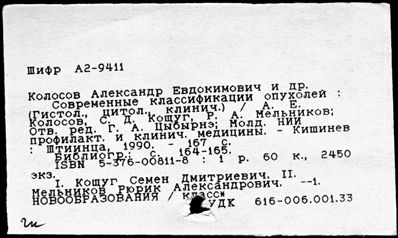 Шифр А2-9411
Колосов Александр Евдокимович и др.
Современные классификации опухолей :
(Гистол., цитол. клинич.) / А. Е.
Колосов, С. Д. Кощуг, Р. А. Мельников;
Отв. ред. Г. А. Цыбырнэ; Молд. НИИ
профилакт. и клинич. медицины. - Кишинев
: Штиинца, 1990. - 167 с.
Библиогр.: с. 164-165.
ISBN 5-376-00811-8 : 1 р. 60 к., 2450
экз.
I. Кощуг Семен Дмитриевич. II.
Мельников Рюрик Александрович. --1.
НОВООБРАЗОВАНИЯ / класси
УДК 616-006.001.33